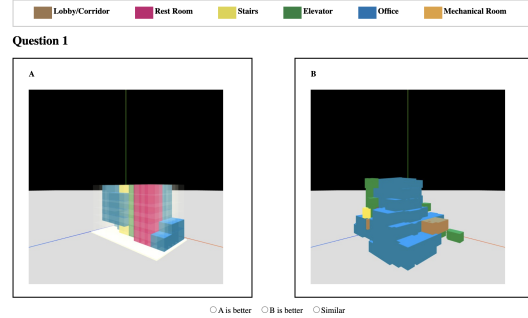 Lobby/Corridor Rest Room Stairs Elevator Office Mechanical Room
Question 1
A
B
A is better B is better Similar